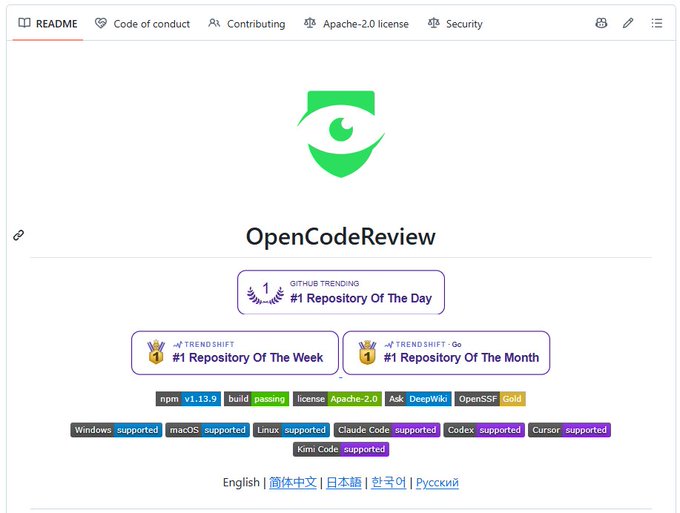 README Code of conduct Contributing Apache-2.0 license Security
OpenCodeReview
1 GITHUB TRENDING
#1 Repository Of The Day
1 TRENDSHIFT
#1 Repository Of The Week
1 TRENDSHIFT · Go
#1 Repository Of The Month
npm v1.13.9 build passing license Apache-2.0 Ask DeepWiki OpenSSF Gold
Windows supported macOS supported Linux supported Claude Code supported Codex supported Cursor supported
Kimi Code supported
English | 简体中文 | 日本語 | 한국어 | Русский